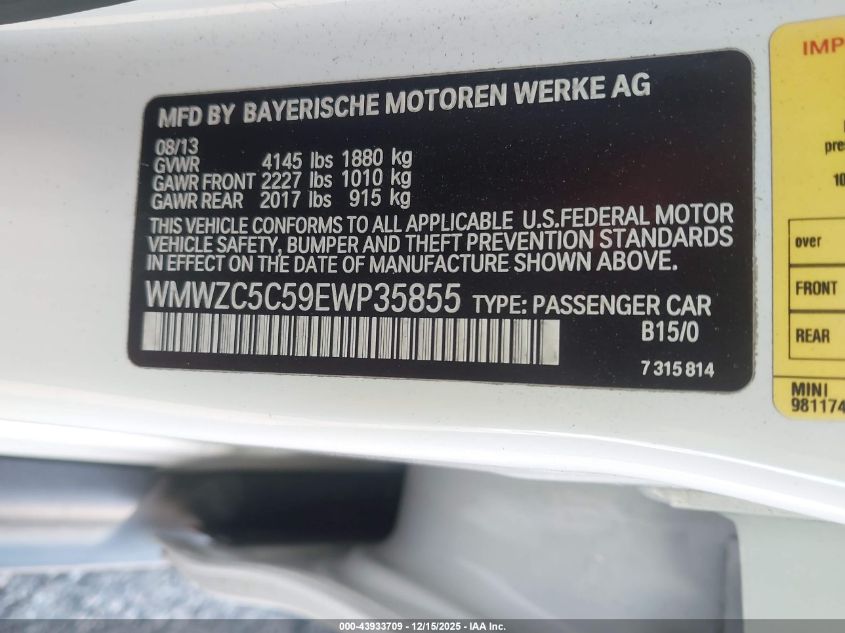 MFD BY BAYERISCHE MOTOREN WERKE AG
08/13
GVWR 4145 lbs 1880 kg
GAWR FRONT 2227 lbs 1010 kg
GAWR REAR 2017 lbs 915 kg
THIS VEHICLE CONFORMS TO ALL APPLICABLE U.S.FEDERAL MOTOR
VEHICLE SAFETY, BUMPER AND THEFT PREVENTION STANDARDS
IN EFFECT ON THE DATE OF MANUFACTURE SHOWN ABOVE.
WMWZC5C59EWP35855 TYPE: PASSENGER CAR
B15/0
7 315 814
IMP
pre
10
over
FRONT
REAR
MINI
981174
000-43933709 - 12/15/2025 - IAA Inc.